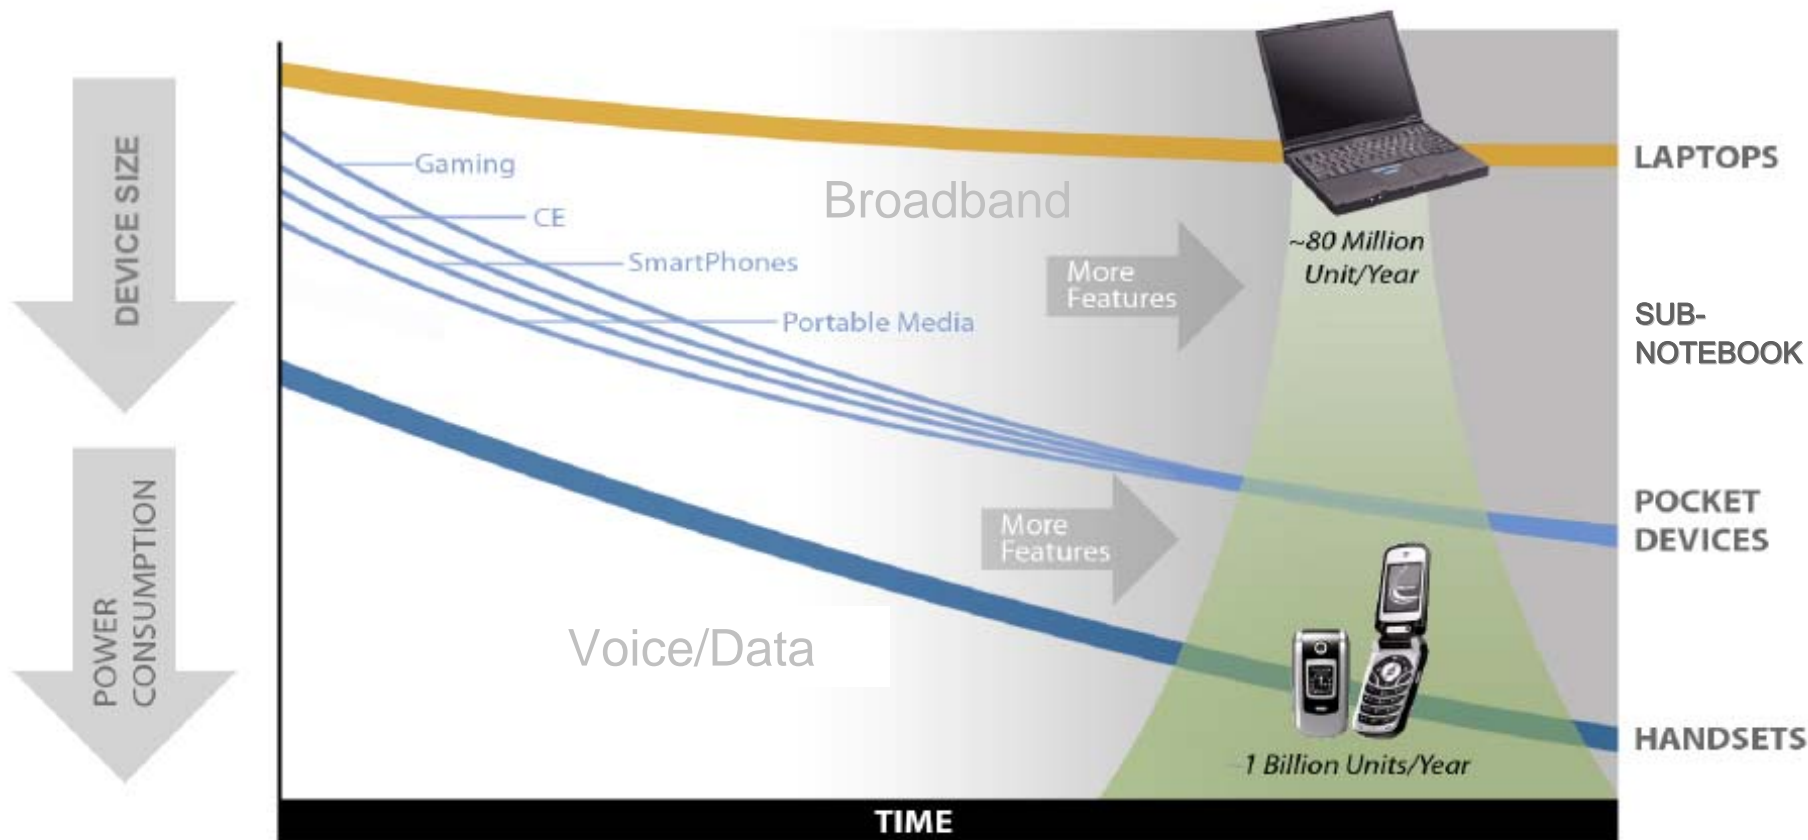 DEVICE SIZE
POWER
CONSUMPTION
Gaming
CE
SmartPhones
Portable Media
Broadband
Voice/Data
More
Features
More
Features
~80 Million
Unit/Year
~1 Billion Units/Year
LAPTOPS
SUB-
NOTEBOOK
POCKET
DEVICES
HANDSETS
TIME